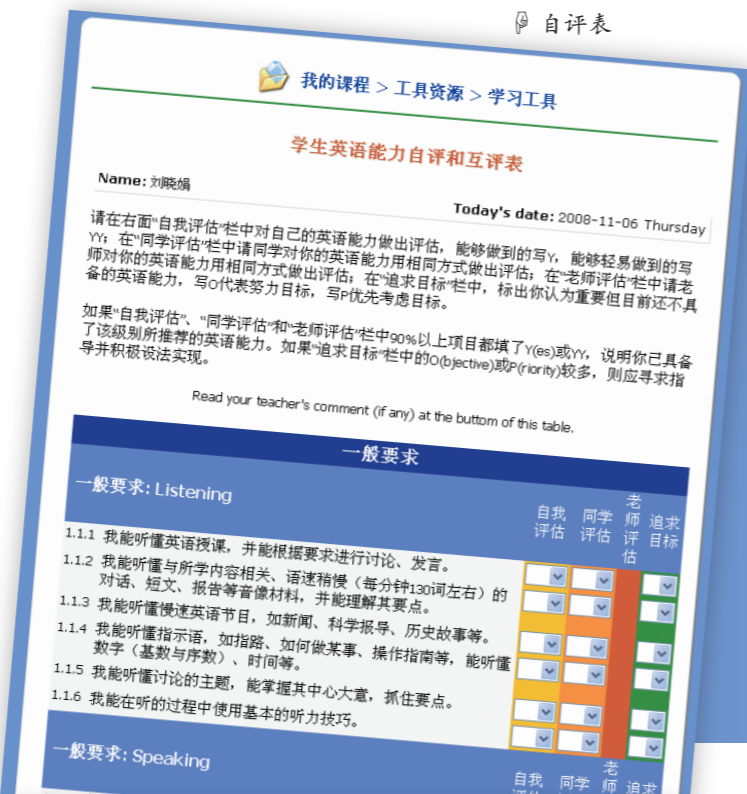 自评表
我的课程 > 工具资源 > 学习工具
学生英语能力自评和互评表
Name: 刘晓娟
Today's date: 2008-11-06 Thursday
请在右面“自我评估”栏中对自己的英语能力做出评估，能够做到的写Y，能够轻易做到的写
YY；在“同学评估”栏中请同学对你的英语能力用相同方式做出评估；在“老师评估”栏中请老
师对你的英语能力用相同方式做出评估；在“追求目标”栏中，标出你认为重要但目前还不具
备的英语能力，写O代表努力目标，写P优先考虑目标。
如果“自我评估”、“同学评估”和“老师评估”栏中90%以上项目都填了Y(es)或YY，说明你已具备
了该级别所推荐的英语能力。如果“追求目标”栏中的O(bjective)或P(riority)较多，则应寻求指
导并积极设法实现。
Read your teacher's comment (if any) at the buttom of this table.
一般要求
一般要求: Listening
自我评估 同学评估 老师评估 追求目标
1.1.1 我能听懂英语授课，并能根据要求进行讨论、发言。
1.1.2 我能听懂与所学内容相关、语速稍慢（每分钟130词左右）的
对话、短文、报告等音像材料，并能理解其要点。
1.1.3 我能听懂慢速英语节目，如新闻、科学报导、历史故事等。
1.1.4 我能听懂指示语，如指路、如何做某事、操作指南等，能听懂
数字（基数与序数）、时间等。
1.1.5 我能听懂讨论的主题，能掌握其中心大意，抓住要点。
1.1.6 我能在听的过程中使用基本的听力技巧。
一般要求: Speaking
自我 同学 老师 追求